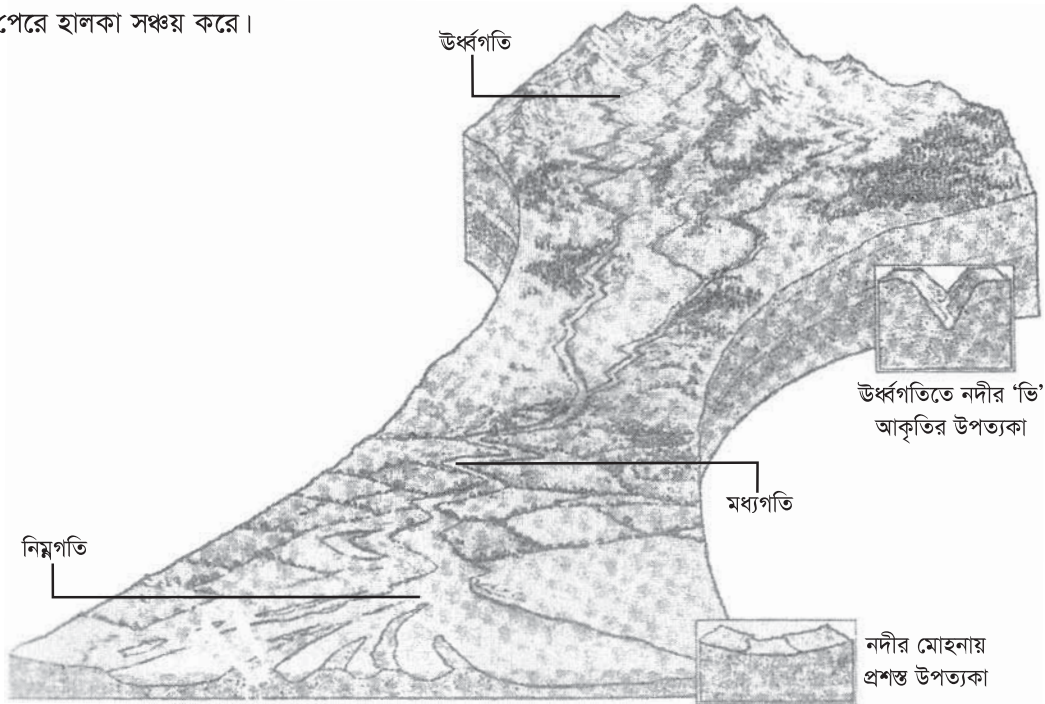 পেরে হালকা সঞ্চয় করে।
ঊর্ধ্বগতি
ঊর্ধ্বগতিতে নদীর ‘ভি’
আকৃতির উপত্যকা
মধ্যগতি
নিম্নগতি
নদীর মোহনায়
প্রশস্ত উপত্যকা